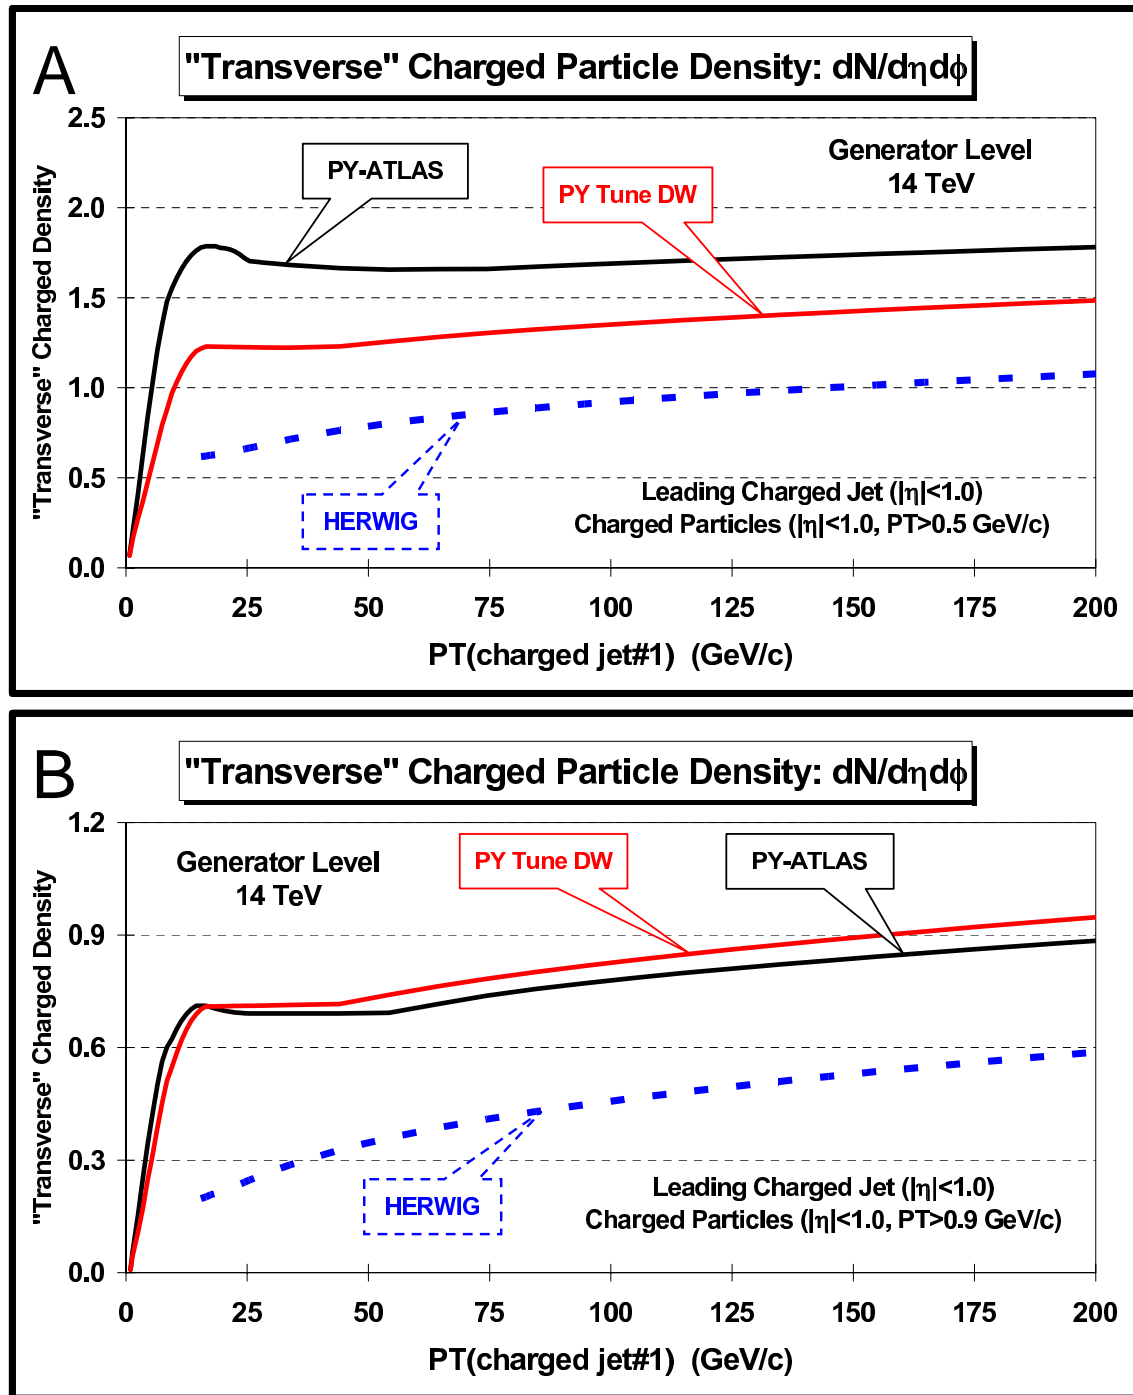 A
"Transverse" Charged Particle Density: dN/dηdϕ
2.5
2.0
1.5
1.0
0.5
0.0
"Transverse" Charged Density
PY-ATLAS
PY Tune DW
Generator Level
14 TeV
HERWIG
Leading Charged Jet (|η|<1.0)
Charged Particles (|η|<1.0, PT>0.5 GeV/c)
0 25 50 75 100 125 150 175 200
PT(charged jet#1) (GeV/c)
B
"Transverse" Charged Particle Density: dN/dηdϕ
1.2
0.9
0.6
0.3
0.0
"Transverse" Charged Density
Generator Level
14 TeV
PY Tune DW
PY-ATLAS
HERWIG
Leading Charged Jet (|η|<1.0)
Charged Particles (|η|<1.0, PT>0.9 GeV/c)
0 25 50 75 100 125 150 175 200
PT(charged jet#1) (GeV/c)